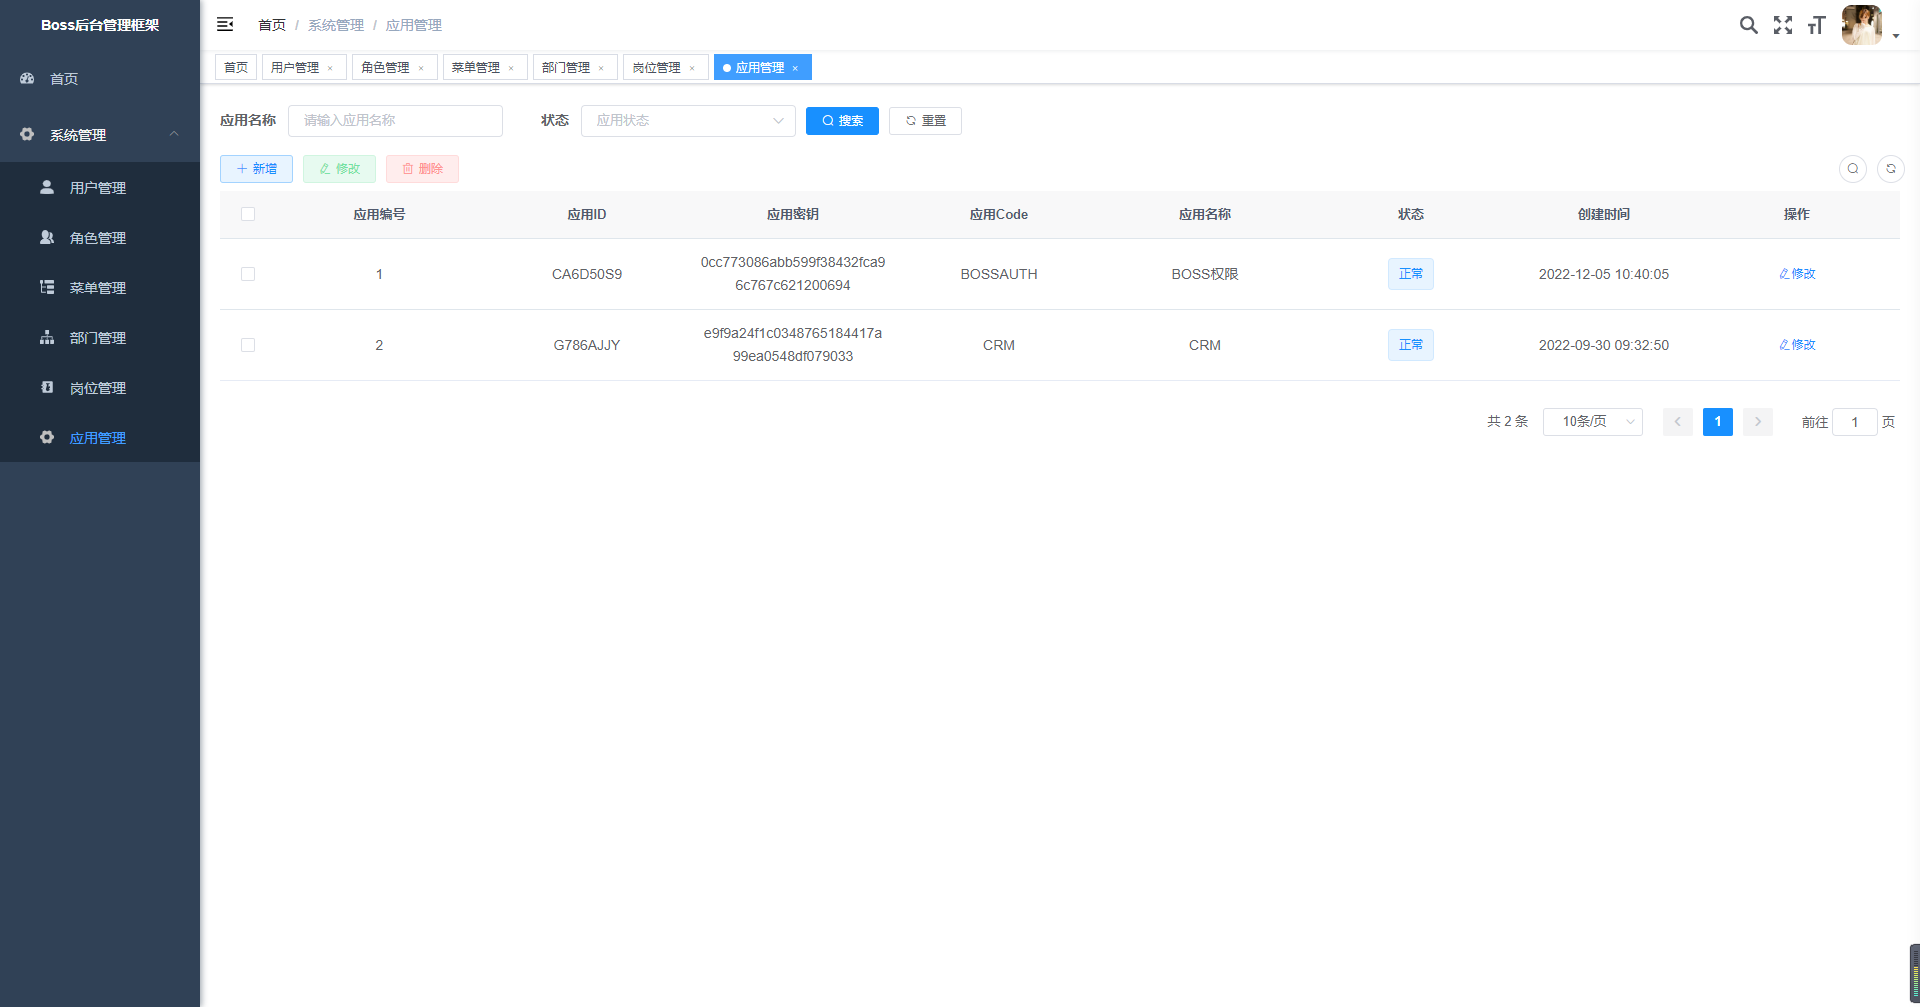 Boss后台管理框架
首页
系统管理
用户管理
角色管理
菜单管理
部门管理
岗位管理
应用管理
首页 / 系统管理 / 应用管理
首页 用户管理 × 角色管理 × 菜单管理 × 部门管理 × 岗位管理 × 应用管理 ×
应用名称 请输入应用名称 状态 应用状态 搜索 重置
新增 修改 删除
应用编号 应用ID 应用密钥 应用Code 应用名称 状态 创建时间 操作
1 CA6D50S9 0cc773086abb599f38432fca9 BOSSAUTH BOSS权限 正常 2022-12-05 10:40:05 修改
6c767c621200694
2 G786AJJY e9f9a24f1c0348765184417a CRM CRM 正常 2022-09-30 09:32:50 修改
99ea0548df079033
共 2 条 10条/页 1 前往 1 页